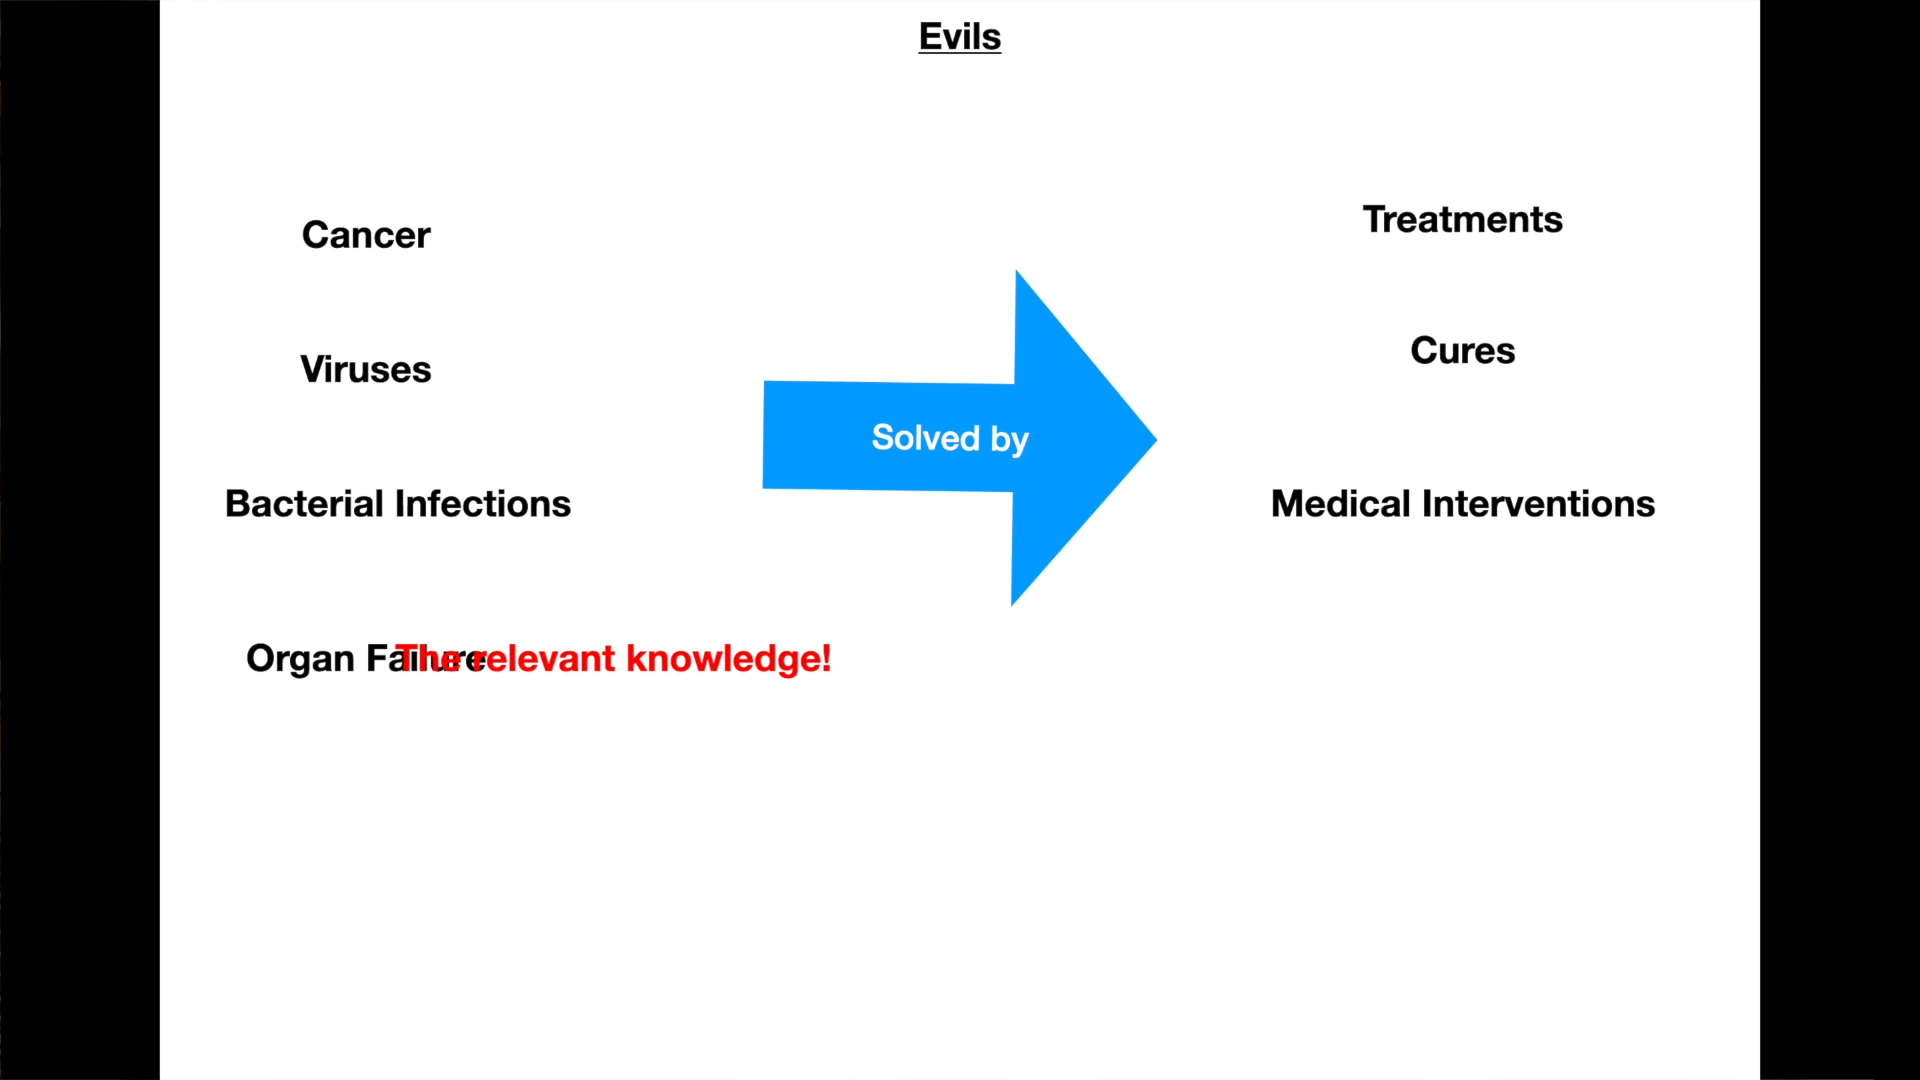 Evils
Cancer
Viruses
Bacterial Infections
Organ Failure
Solved by
Treatments
Cures
Medical Interventions
The relevant knowledge!